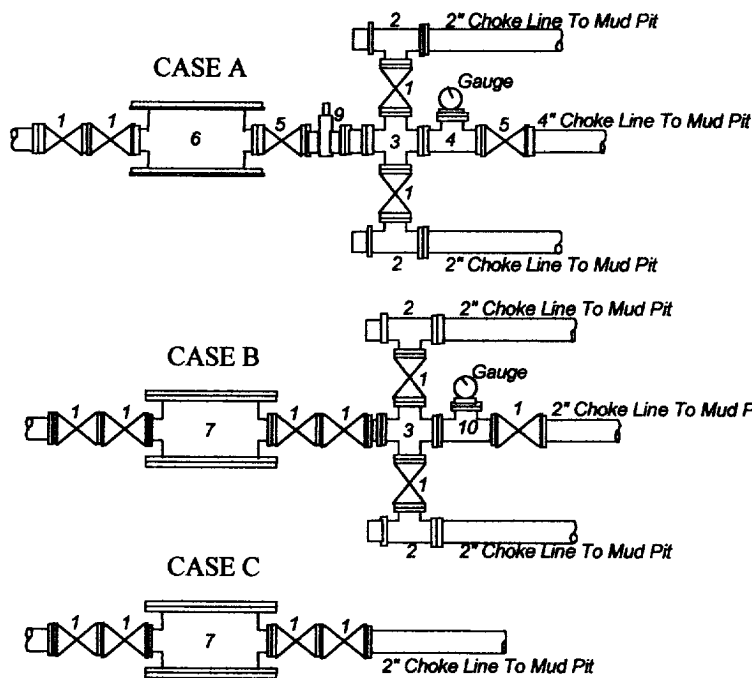 2 2" Choke Line To Mud Pit
CASE A
1
Gauge
1 1 6 5 9 3 4 5 4" Choke Line To Mud Pit
1
2 2" Choke Line To Mud Pit
2 2" Choke Line To Mud Pit
CASE B
1
Gauge
1 1 7 1 1 3 10 1 2" Choke Line To Mud P
1
2 2" Choke Line To Mud Pit
CASE C
1 1 7 1 1
2" Choke Line To Mud Pit